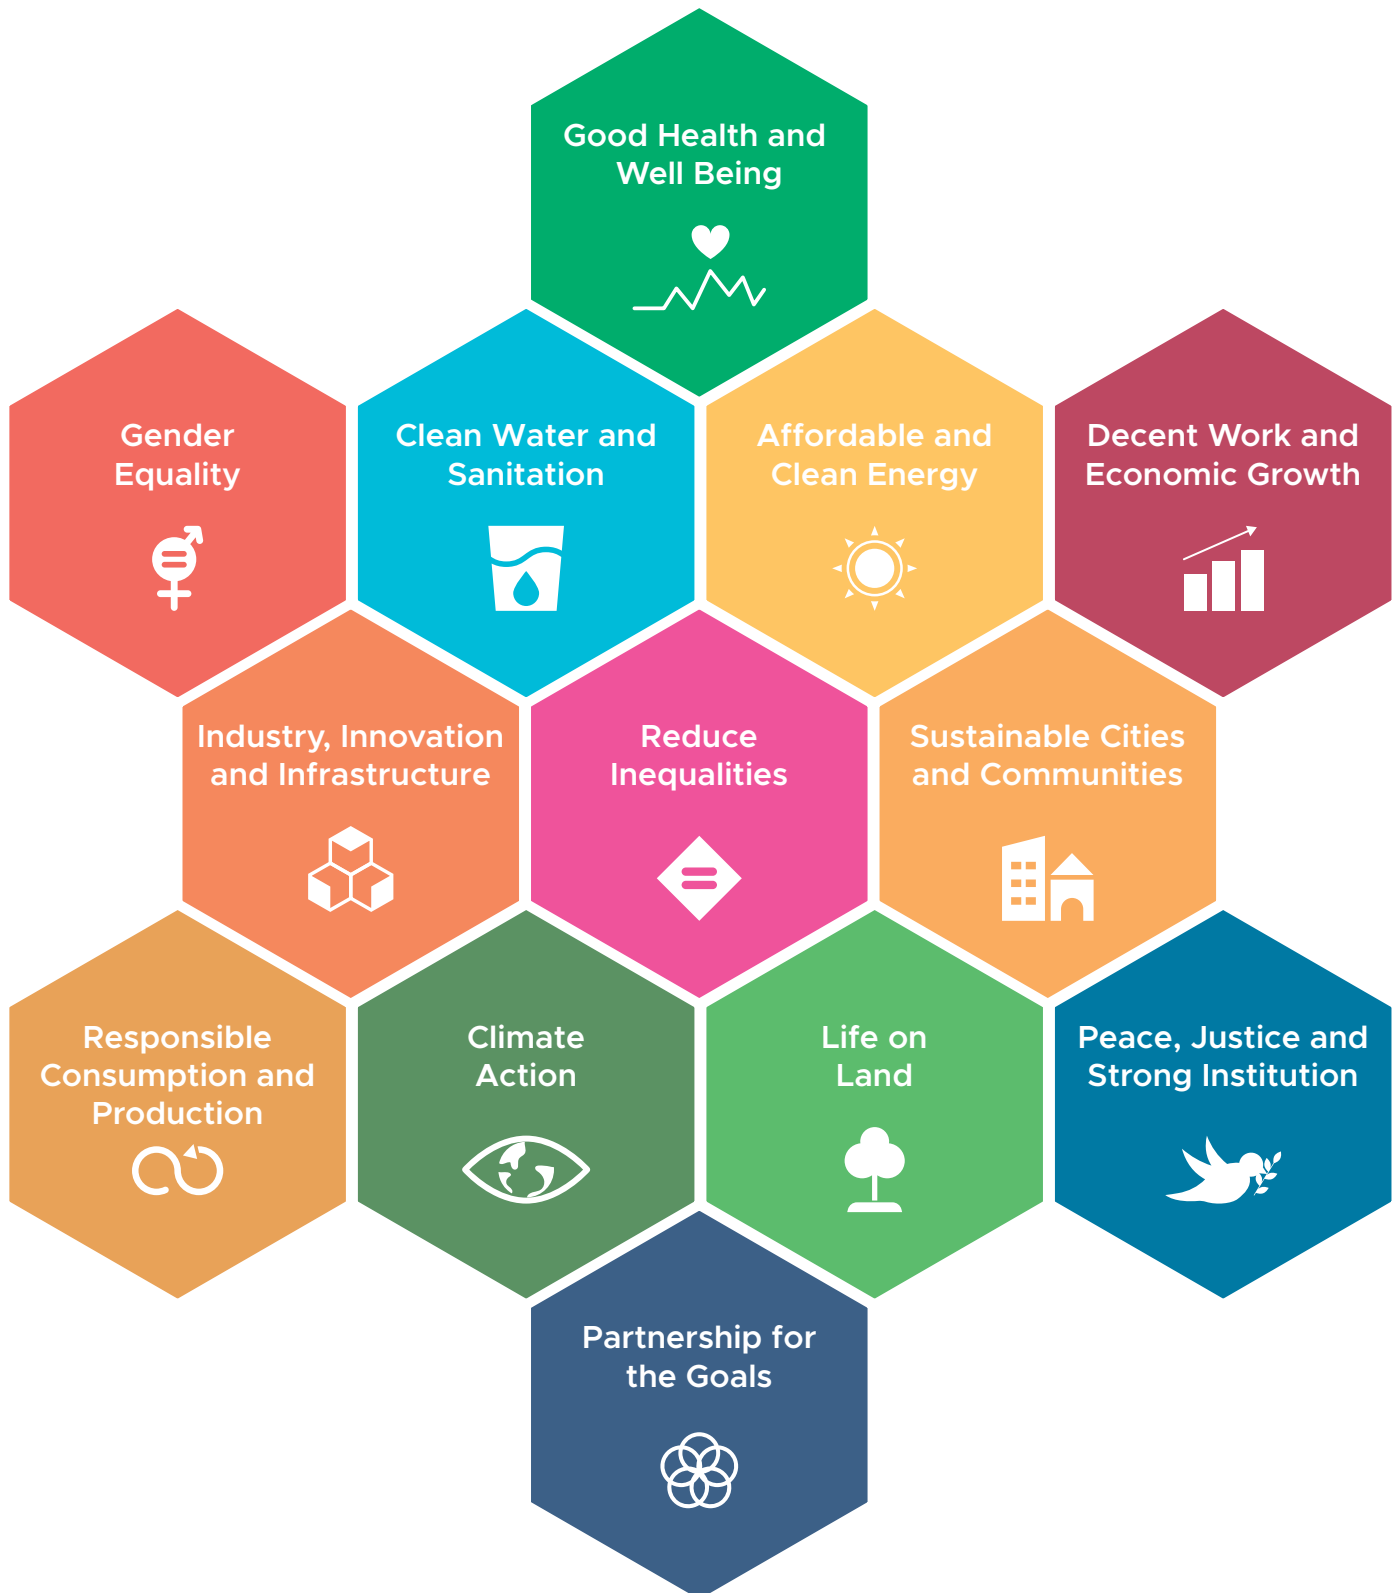 Good Health and
Well Being
Gender
Equality
Clean Water and
Sanitation
Affordable and
Clean Energy
Decent Work and
Economic Growth
Industry, Innovation
and Infrastructure
Reduce
Inequalities
Sustainable Cities
and Communities
Responsible
Consumption and
Production
Climate
Action
Life on
Land
Peace, Justice and
Strong Institution
Partnership for
the Goals